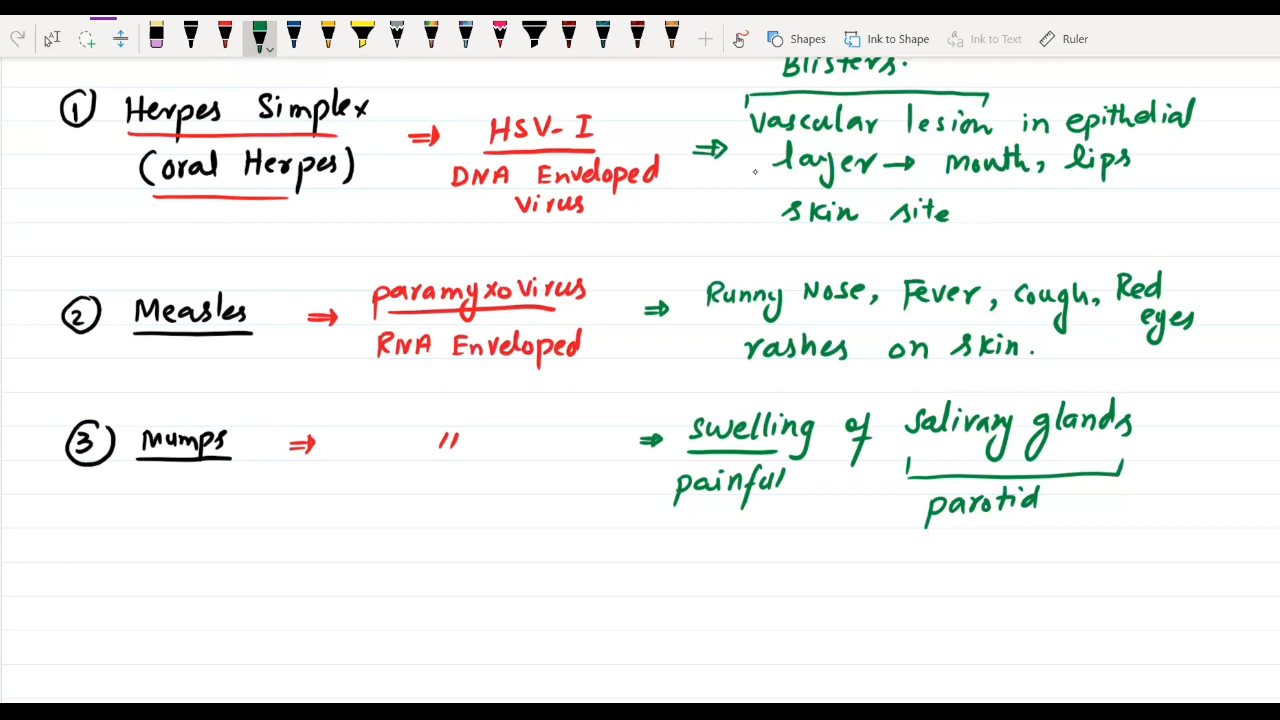 Shapes Ink to Shape Ink to Text Ruler
Blisters.
① Herpes Simplex ⇒ HSV-I ⇒ vascular lesion in epithelial
(oral Herpes) DNA Enveloped layer → mouth, lips
virus skin site
② Measles ⇒ paramyxo Virus ⇒ Runny Nose, Fever, cough, Red
eyes
RNA Enveloped rashes on skin.
③ Mumps ⇒ " ⇒ swelling of salivary glands
painful parotid